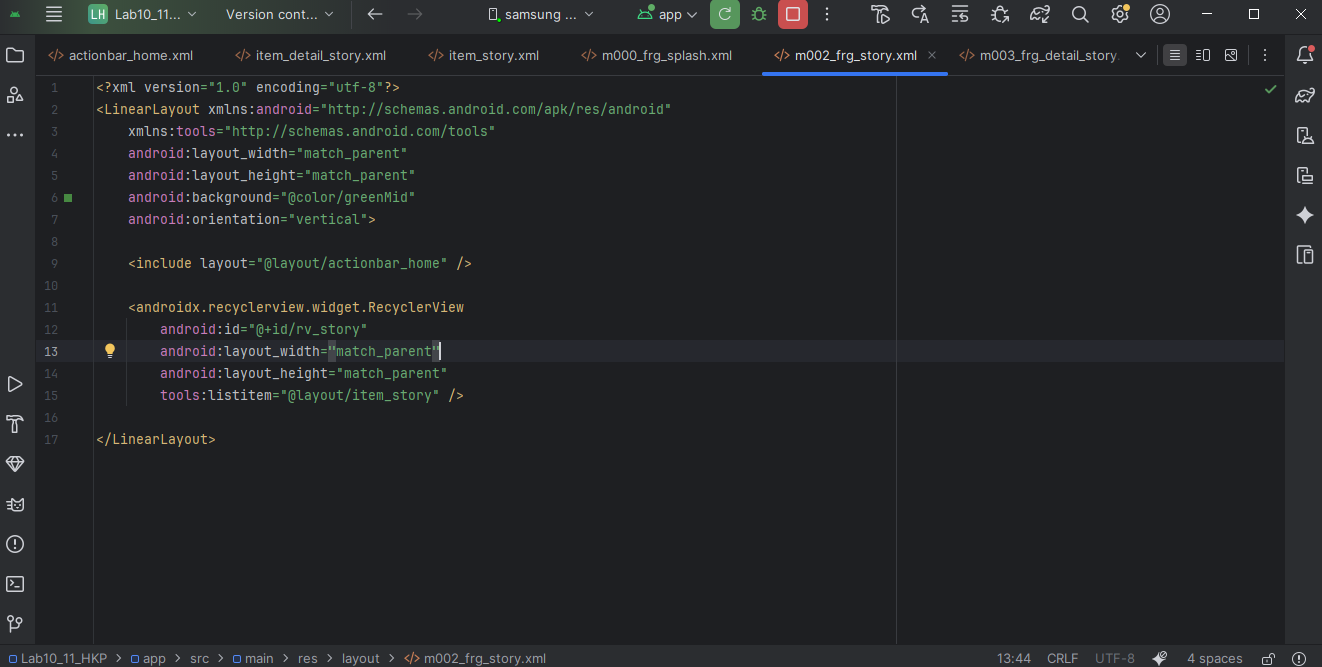 LH Lab10_11... Version cont... samsung ... app
actionbar_home.xml item_detail_story.xml item_story.xml m000_frg_splash.xml m002_frg_story.xml m003_frg_detail_story
1 <?xml version="1.0" encoding="utf-8"?>
2 <LinearLayout xmlns:android="http://schemas.android.com/apk/res/android"
3 xmlns:tools="http://schemas.android.com/tools"
4 android:layout_width="match_parent"
5 android:layout_height="match_parent"
6 android:background="@color/greenMid"
7 android:orientation="vertical">
8
9 <include layout="@layout/actionbar_home" />
10
11 <androidx.recyclerview.widget.RecyclerView
12 android:id="@+id/rv_story"
13 android:layout_width="match_parent"
14 android:layout_height="match_parent"
15 tools:listitem="@layout/item_story" />
16
17 </LinearLayout>
Lab10_11_HKP > app > src > main > res > layout > m002_frg_story.xml 13:44 CRLF UTF-8 4 spaces